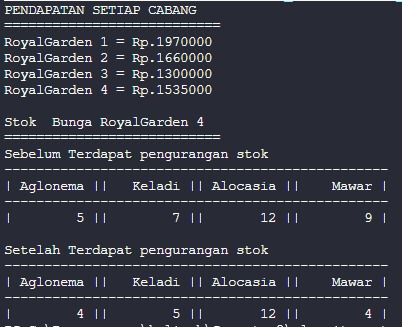 PENDAPATAN SETIAP CABANG
===========================
RoyalGarden 1 = Rp.1970000
RoyalGarden 2 = Rp.1660000
RoyalGarden 3 = Rp.1300000
RoyalGarden 4 = Rp.1535000
Stok  Bunga RoyalGarden 4
===========================
Sebelum Terdapat pengurangan stok
------------------------------------------------
| Aglonema ||   Keladi || Alocasia ||    Mawar |
------------------------------------------------
|        5 ||        7 ||       12 ||        9 |
Setelah Terdapat pengurangan stok
------------------------------------------------
| Aglonema ||   Keladi || Alocasia ||    Mawar |
------------------------------------------------
|        4 ||        5 ||       12 ||        4 |